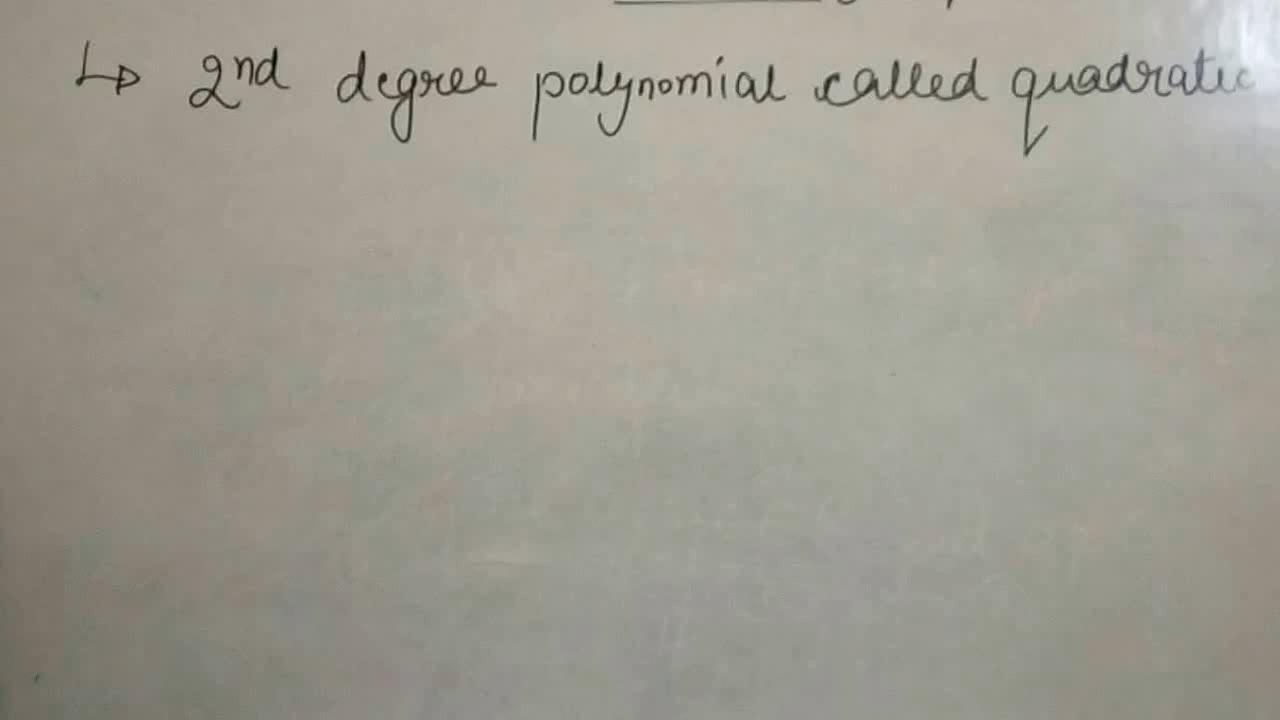 ↳ 2nd degree polynomial called quadratic